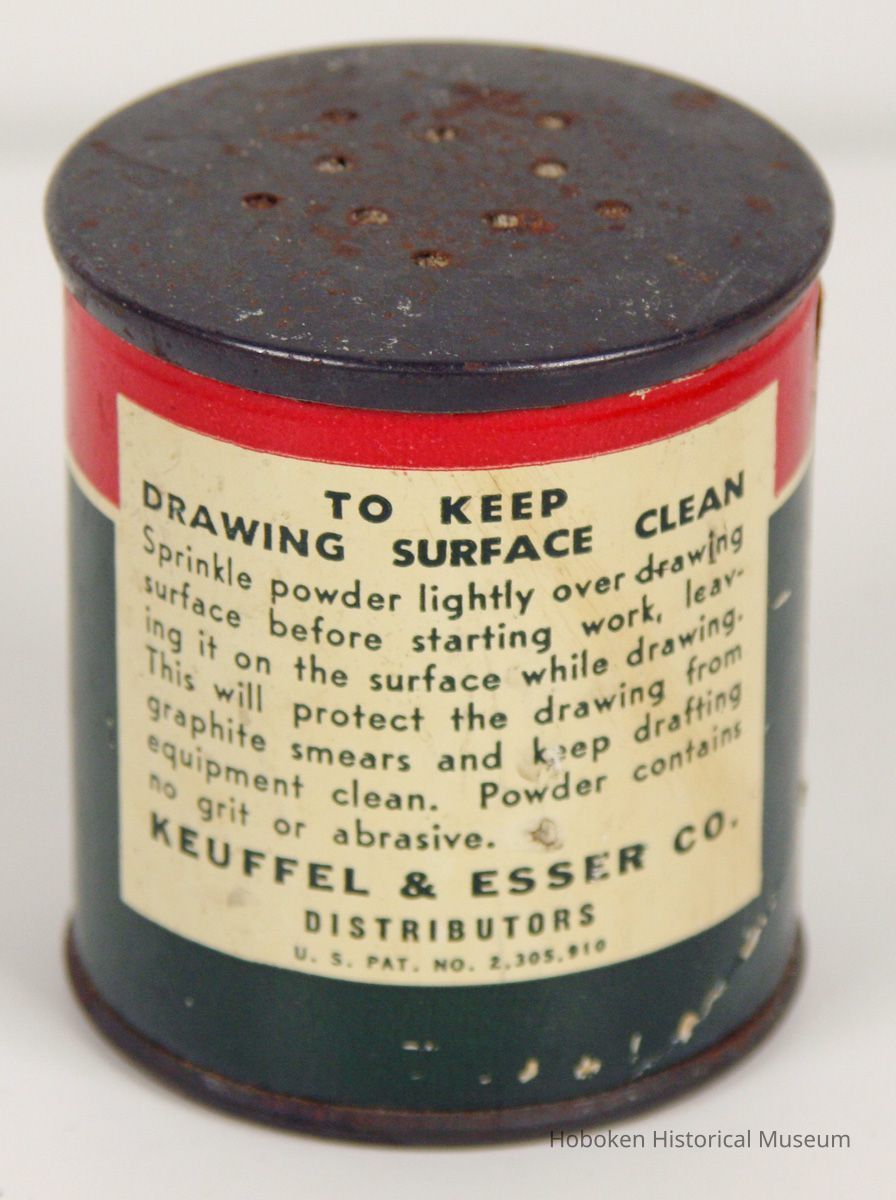 TO KEEP
DRAWING SURFACE CLEAN
Sprinkle powder lightly over drawing
surface before starting work, leav-
ing it on the surface while drawing.
This will protect the drawing from
graphite smears and keep drafting
equipment clean. Powder contains
no grit or abrasive.
KEUFFEL & ESSER CO.
DISTRIBUTORS
U. S. PAT. NO. 2,305,910
Hoboken Historical Museum